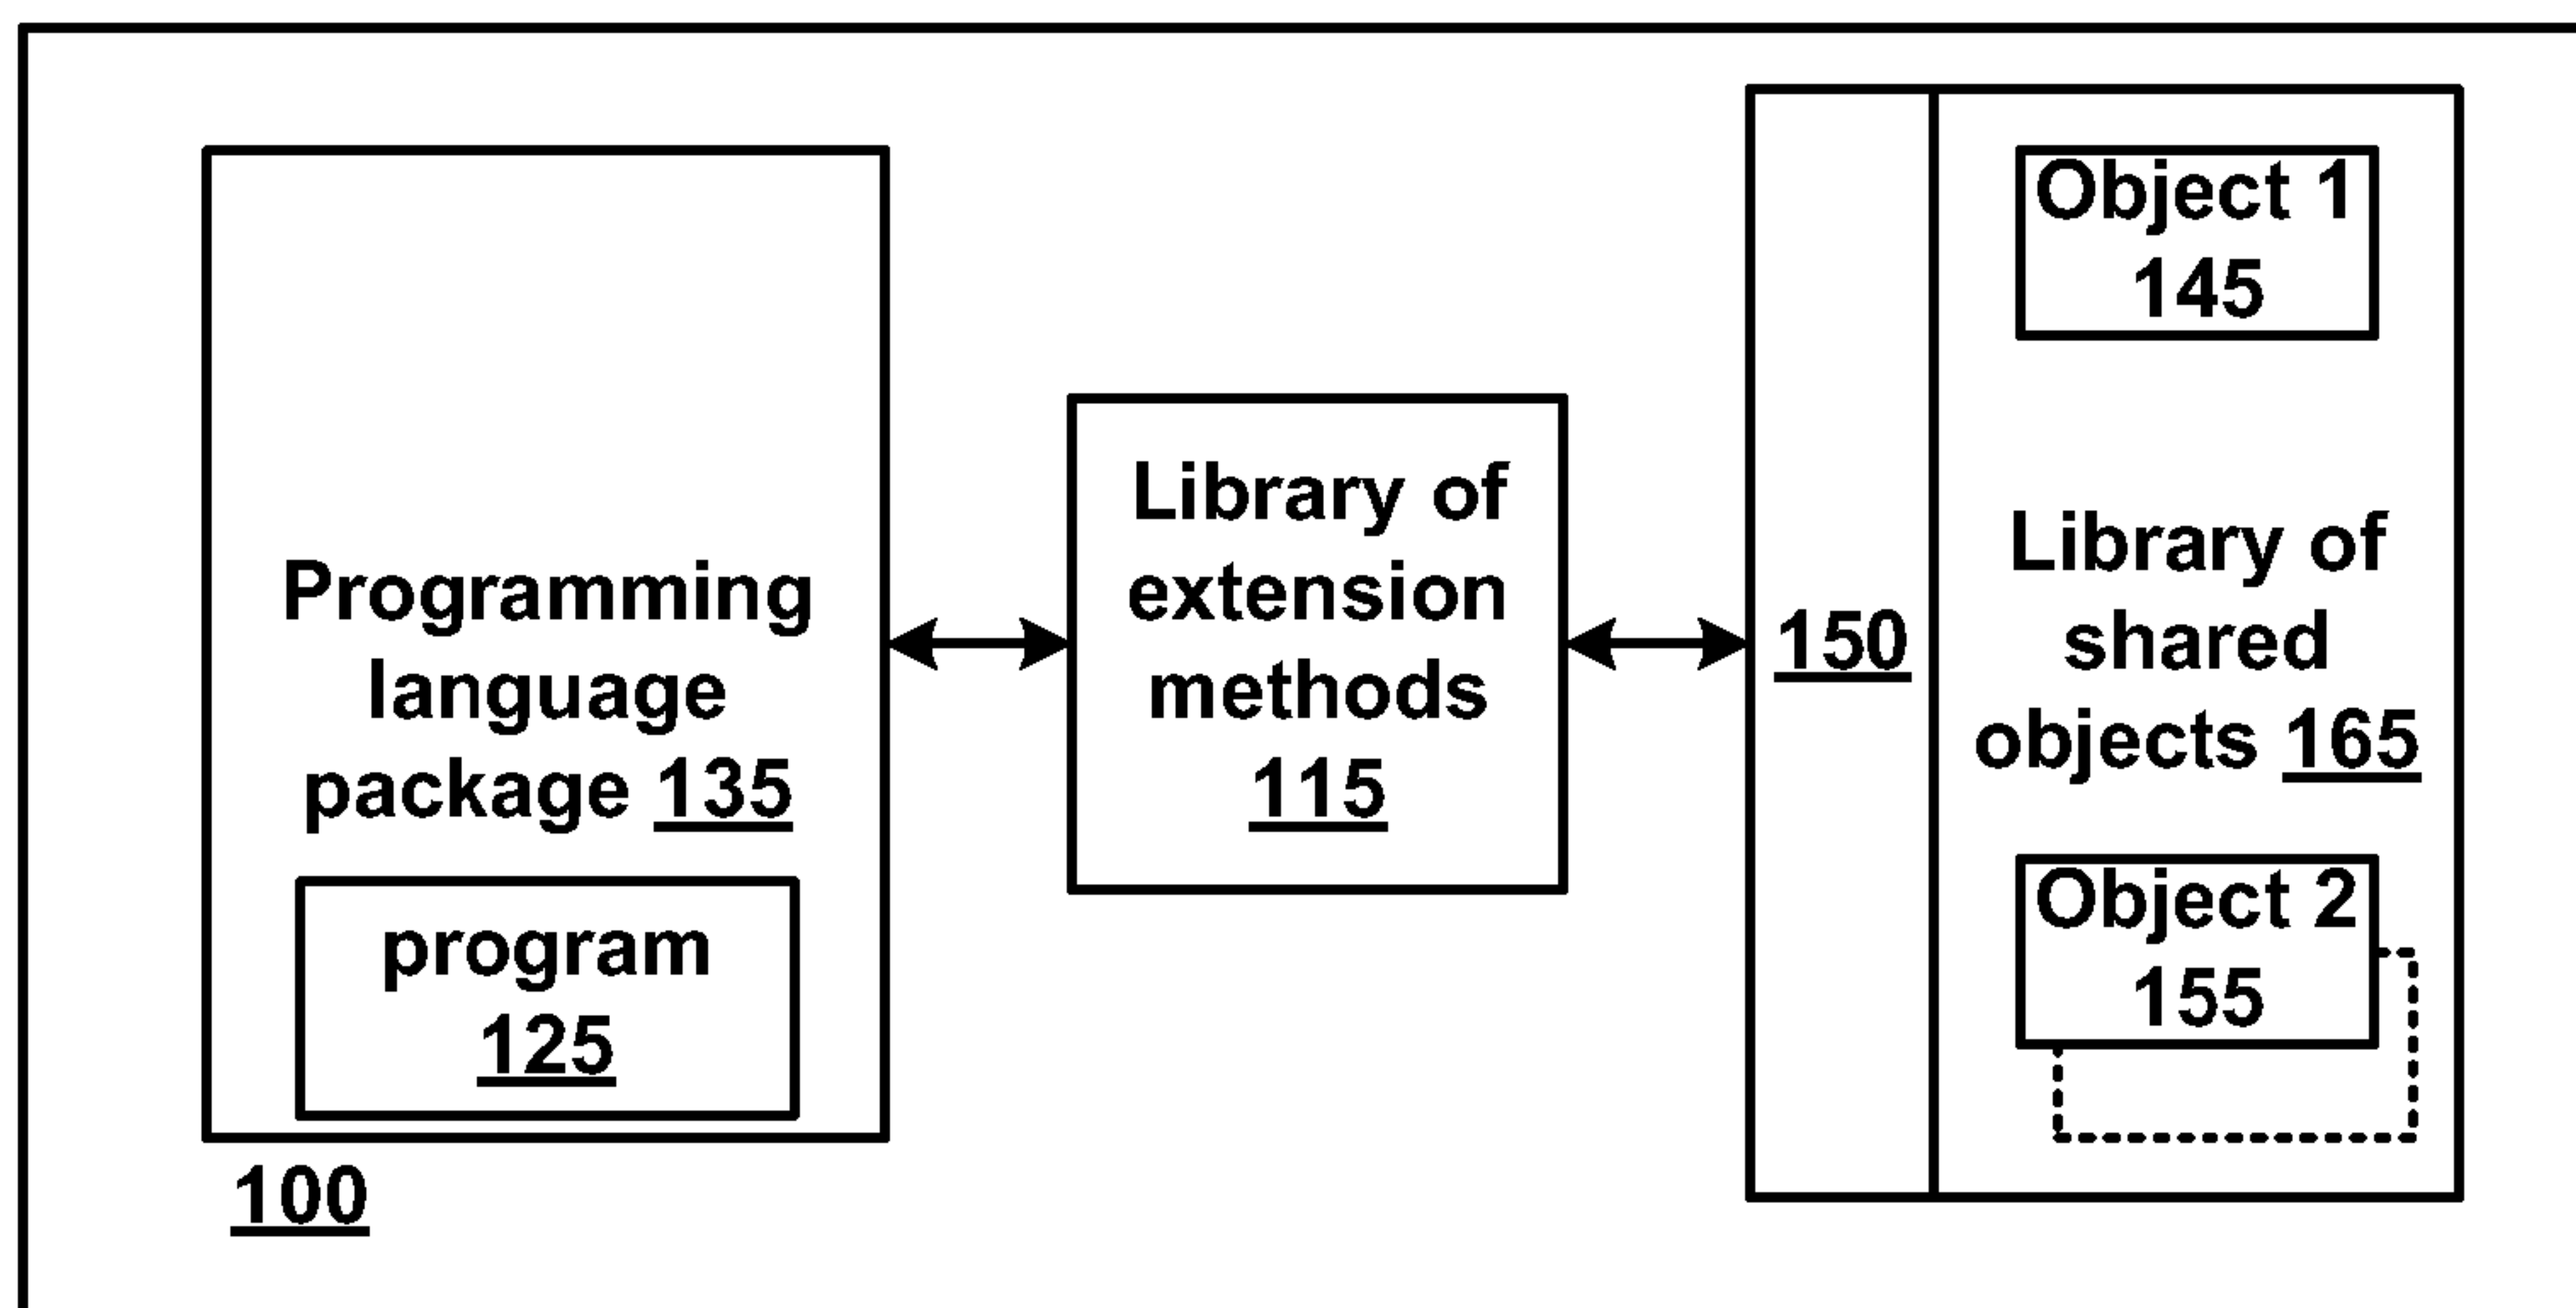 Programming
language
package 135
program
125
100
Library of
extension
methods
115
150
Object 1
145
Library of
shared
objects 165
Object 2
155